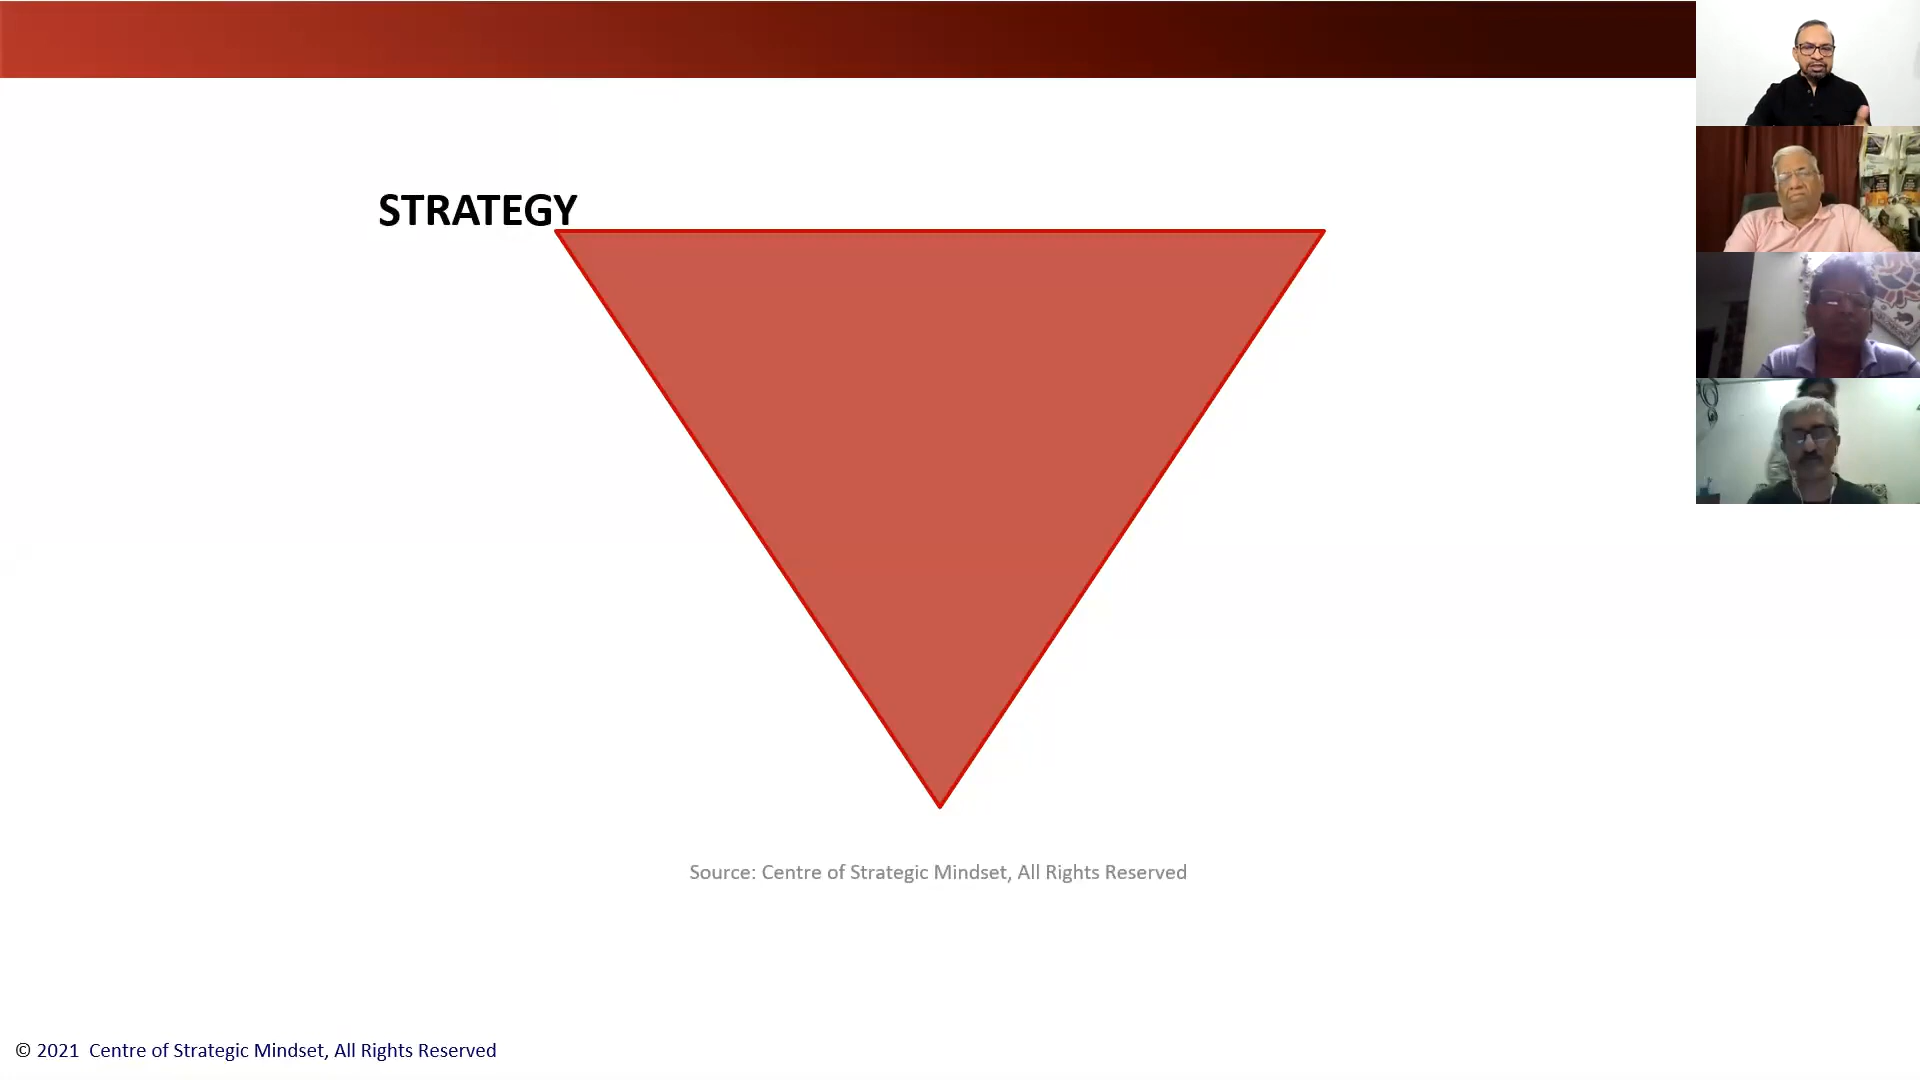 STRATEGY
Source: Centre of Strategic Mindset, All Rights Reserved
© 2021 Centre of Strategic Mindset, All Rights Reserved